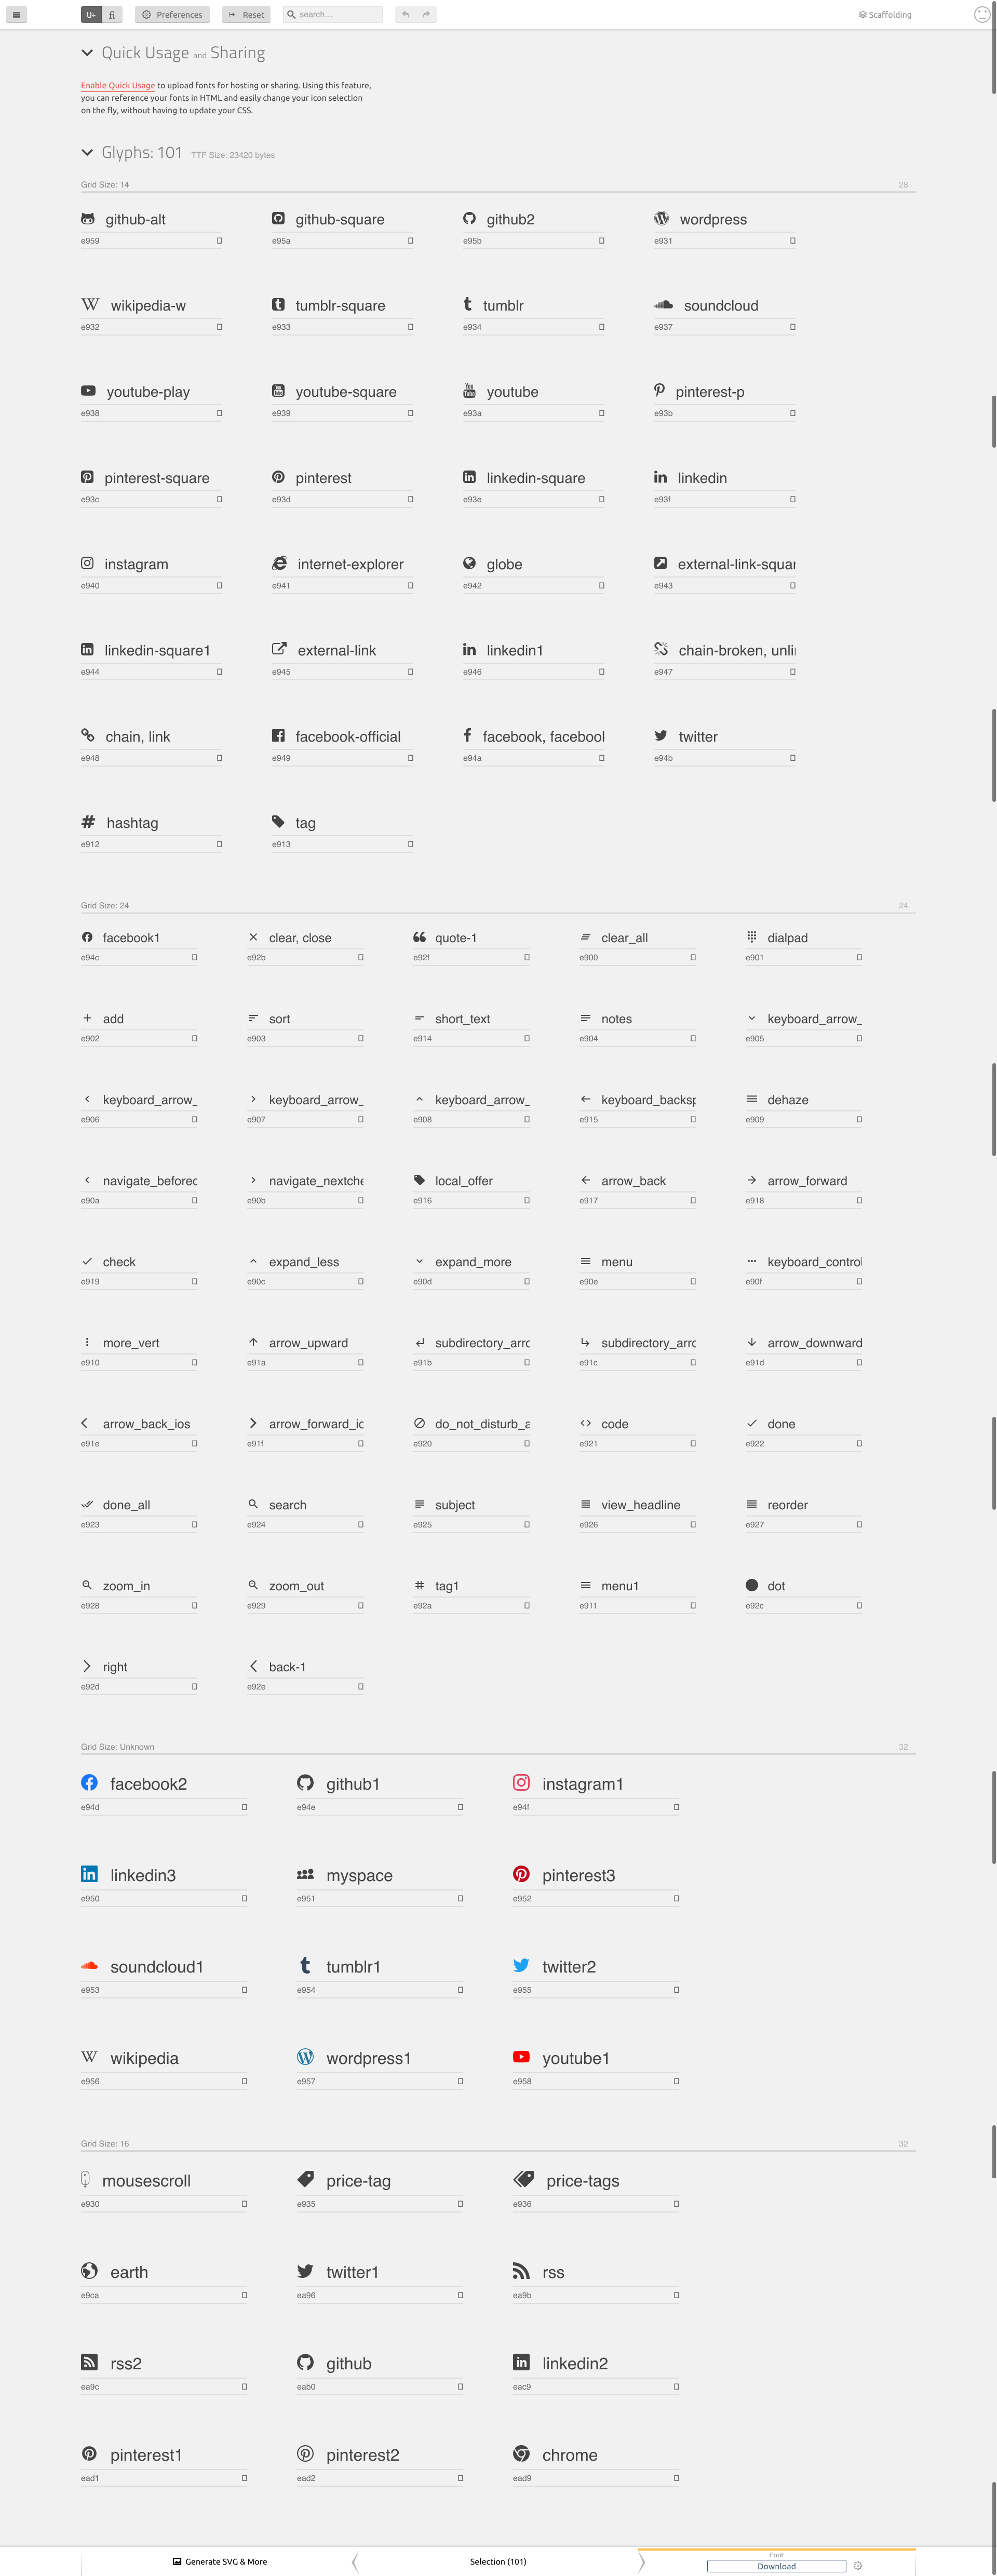 U+ fi Preferences Reset search… Scaffolding
Quick Usage and Sharing
Enable Quick Usage to upload fonts for hosting or sharing. Using this feature,
you can reference your fonts in HTML and easily change your icon selection
on the fly, without having to update your CSS.
Glyphs: 101 TTF Size: 23420 bytes
Grid Size: 14 28
github-alt github-square github2 wordpress
e959 e95a e95b e931
wikipedia-w tumblr-square tumblr soundcloud
e932 e933 e934 e937
youtube-play youtube-square youtube pinterest-p
e938 e939 e93a e93b
pinterest-square pinterest linkedin-square linkedin
e93c e93d e93e e93f
instagram internet-explorer globe external-link-squar
e940 e941 e942 e943
linkedin-square1 external-link linkedin1 chain-broken, unli
e944 e945 e946 e947
chain, link facebook-official facebook, facebool twitter
e948 e949 e94a e94b
hashtag tag
e912 e913
Grid Size: 24 24
facebook1 clear, close quote-1 clear_all dialpad
e94c e92b e92f e900 e901
add sort short_text notes keyboard_arrow_
e902 e903 e914 e904 e905
keyboard_arrow_ keyboard_arrow_ keyboard_arrow_ keyboard_backsp dehaze
e906 e907 e908 e915 e909
navigate_beforec navigate_nextche local_offer arrow_back arrow_forward
e90a e90b e916 e917 e918
check expand_less expand_more menu keyboard_control
e919 e90c e90d e90e e90f
more_vert arrow_upward subdirectory_arrc subdirectory_arrc arrow_downward
e910 e91a e91b e91c e91d
arrow_back_ios arrow_forward_ic do_not_disturb_a code done
e91e e91f e920 e921 e922
done_all search subject view_headline reorder
e923 e924 e925 e926 e927
zoom_in zoom_out tag1 menu1 dot
e928 e929 e92a e911 e92c
right back-1
e92d e92e
Grid Size: Unknown 32
facebook2 github1 instagram1
e94d e94e e94f
linkedin3 myspace pinterest3
e950 e951 e952
soundcloud1 tumblr1 twitter2
e953 e954 e955
wikipedia wordpress1 youtube1
e956 e957 e958
Grid Size: 16 32
mousescroll price-tag price-tags
e930 e935 e936
earth twitter1 rss
e9ca ea96 ea9b
rss2 github linkedin2
ea9c eab0 eac9
pinterest1 pinterest2 chrome
ead1 ead2 ead9
Generate SVG & More Selection (101) Font
Download